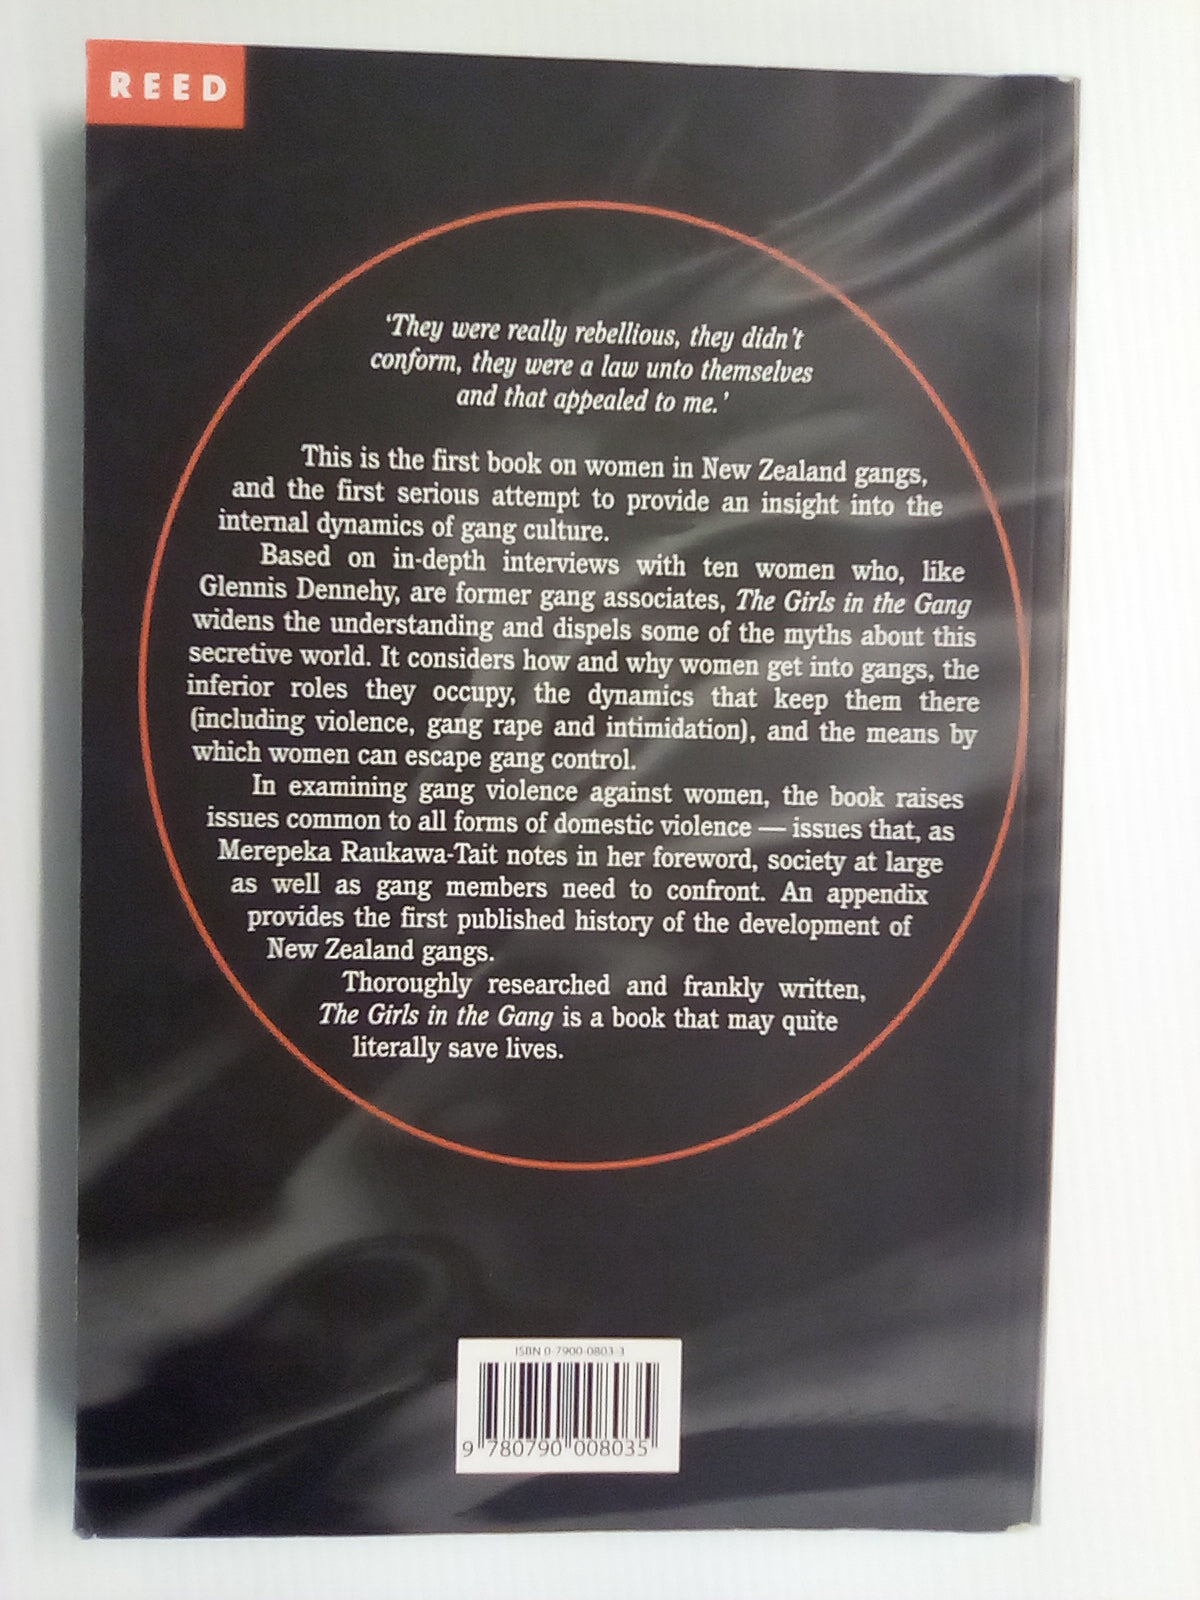 REED
‘They were really rebellious, they didn’t
conform, they were a law unto themselves
and that appealed to me.’
This is the first book on women in New Zealand gangs,
and the first serious attempt to provide an insight into the
internal dynamics of gang culture.
Based on in-depth interviews with ten women who, like
Glennis Dennehy, are former gang associates, The Girls in the Gang
widens the understanding and dispels some of the myths about this
secretive world. It considers how and why women get into gangs, the
inferior roles they occupy, the dynamics that keep them there
(including violence, gang rape and intimidation), and the means by
which women can escape gang control.
In examining gang violence against women, the book raises
issues common to all forms of domestic violence — issues that, as
Merepeka Raukawa-Tait notes in her foreword, society at large
as well as gang members need to confront. An appendix
provides the first published history of the development of
New Zealand gangs.
Thoroughly researched and frankly written,
The Girls in the Gang is a book that may quite
literally save lives.
ISBN 0-7900-0803-3
9 780790 008035